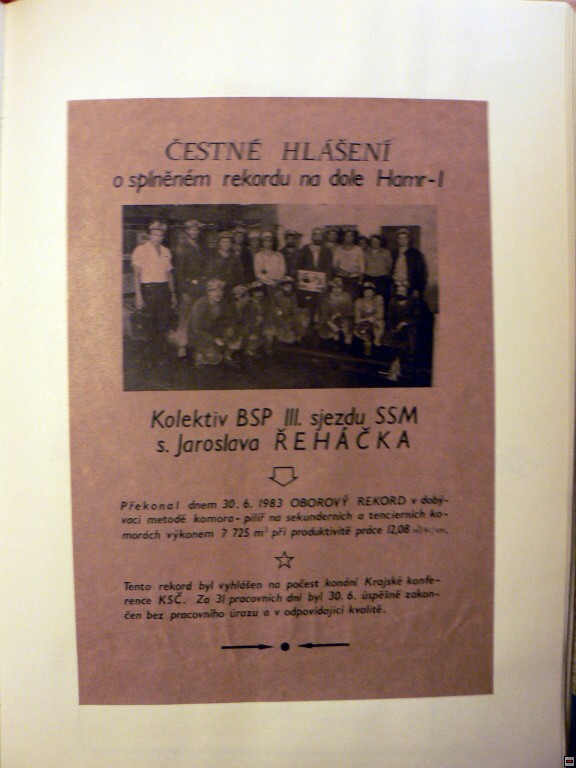 ČESTNÉ HLÁŠENÍ
o splněném rekordu na dole Hamr-I
Kolektiv BSP III. sjezdu SSM
s. Jaroslava ŘEHÁČKA
Překonal dnem 30. 6. 1983 OBOROVÝ REKORD v dobý-
vací metodě komora - pilíř na sekunderních a tencierních ko-
morách výkonem 7 725 m³ při produktivitě práce 12,08
Tento rekord byl vyhlášen na počest konání Krajské konfe-
rence KSČ. Za 31 pracovních dní byl 30. 6. úspěšně zakon-
čen bez pracovního úrazu a v odpovídající kvalitě.